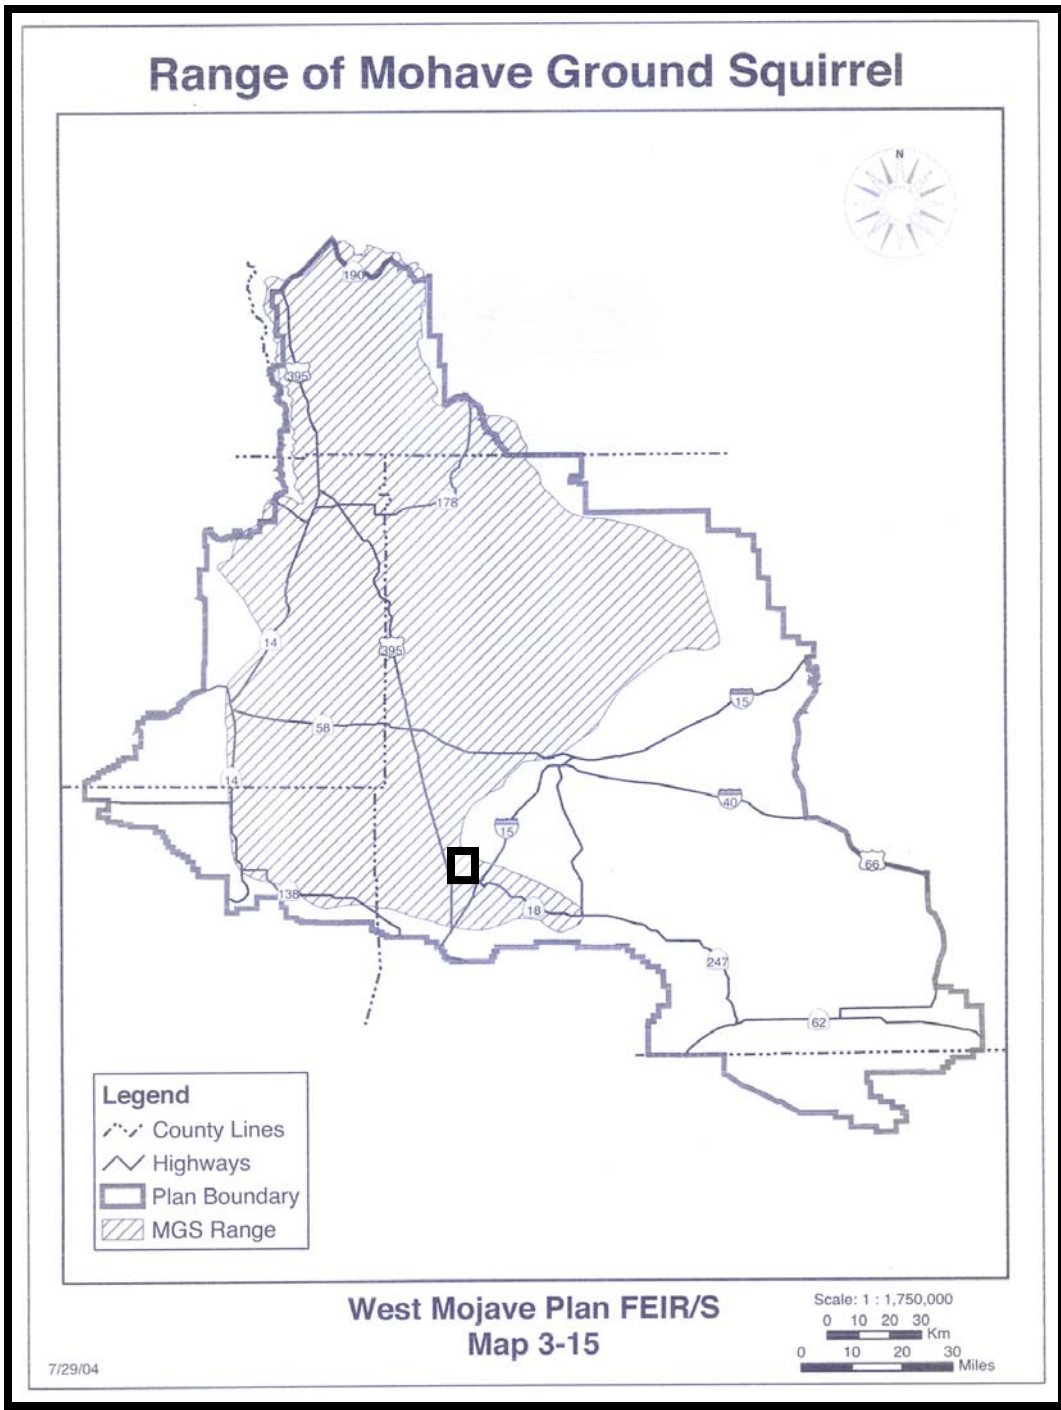 Range of Mohave Ground Squirrel
N
190
395
178
14
395
58
15
14
40
15
66
138
18
247
62
Legend
County Lines
Highways
Plan Boundary
MGS Range
West Mojave Plan FEIR/S
Map 3-15
Scale: 1 : 1,750,000
0 10 20 30
Km
0 10 20 30
Miles
7/29/04